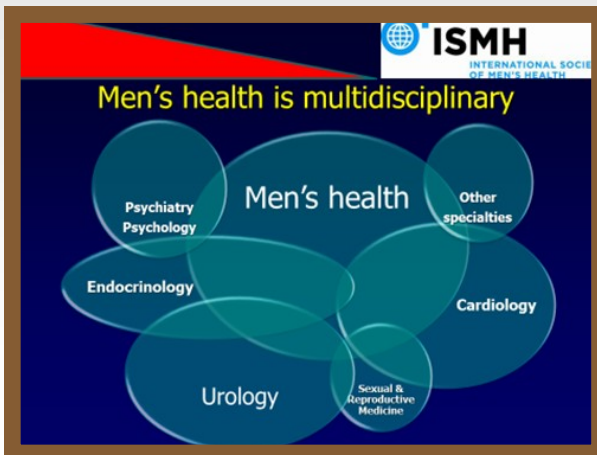 ISMH
INTERNATIONAL SOCIE
OF MEN'S HEALTH
Men's health is multidisciplinary
Men's health
Psychiatry
Psychology
Other
specialties
Endocrinology
Cardiology
Urology
Sexual &
Reproductive
Medicine